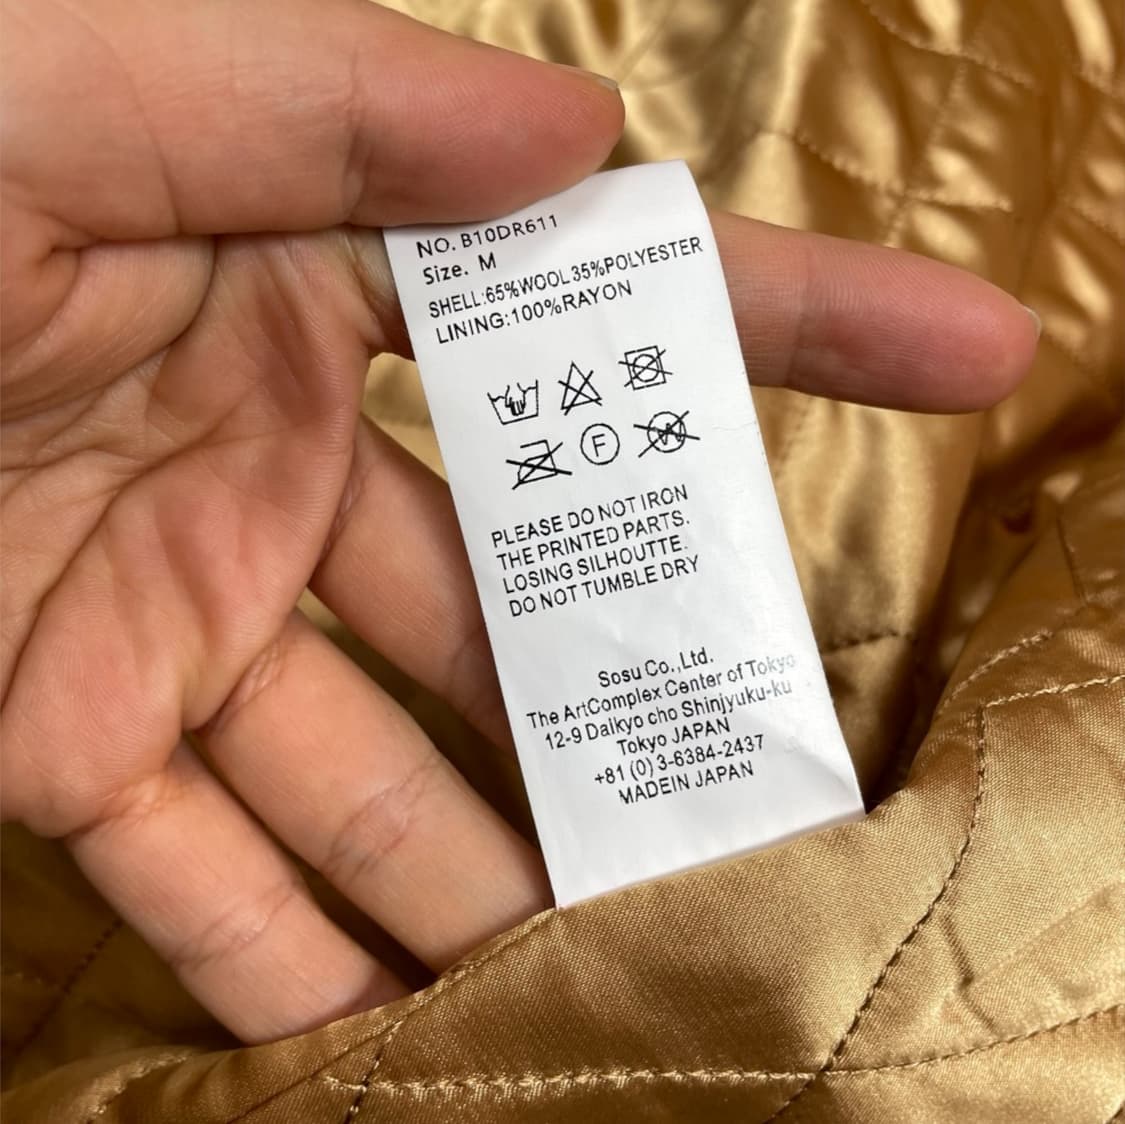 NO. B10DR611
Size. M
SHELL:65%WOOL 35%POLYESTER
LINING:100%RAYON
F
W
PLEASE DO NOT IRON
THE PRINTED PARTS.
LOSING SILHOUTTE.
DO NOT TUMBLE DRY
Sosu Co.,Ltd.
The ArtComplex Center of Tokyo
12-9 Daikyo cho Shinjyuku-ku
Tokyo JAPAN
+81 (0) 3-6384-2437
MADEIN JAPAN